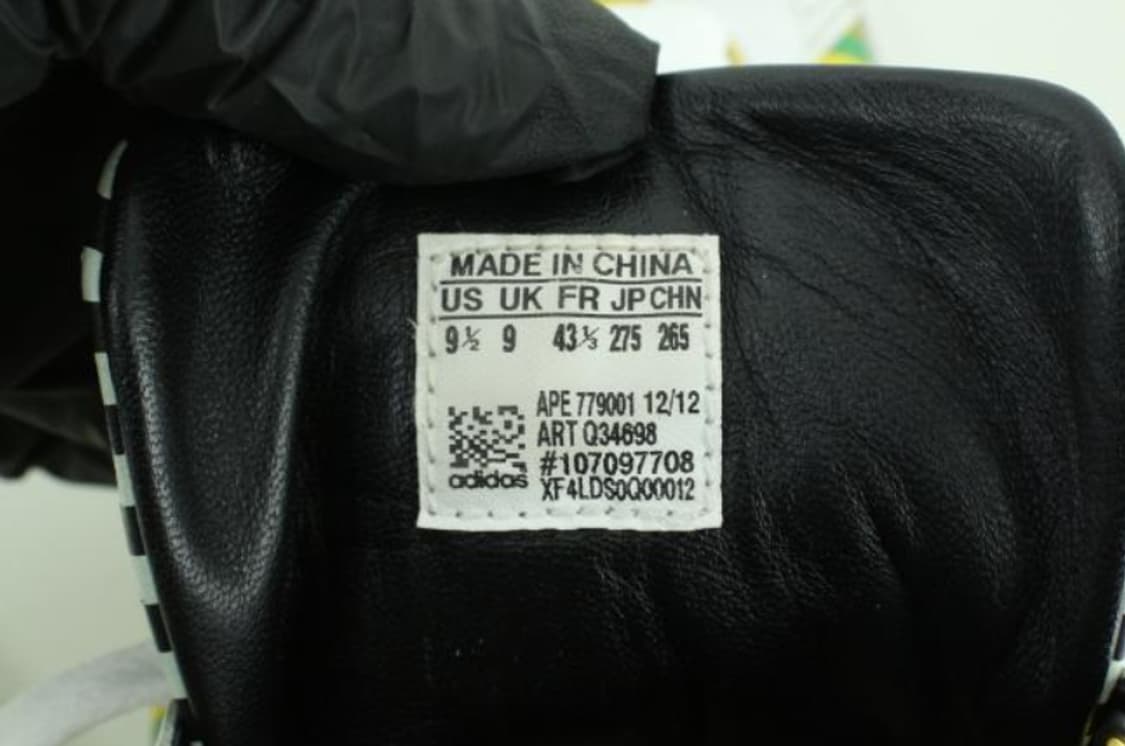 MADE IN CHINA
US UK FR JP CHN
9½ 9 43⅓ 275 265
APE 779001 12/12
ART Q34698
#107097708
adidas XF4LDS0Q00012